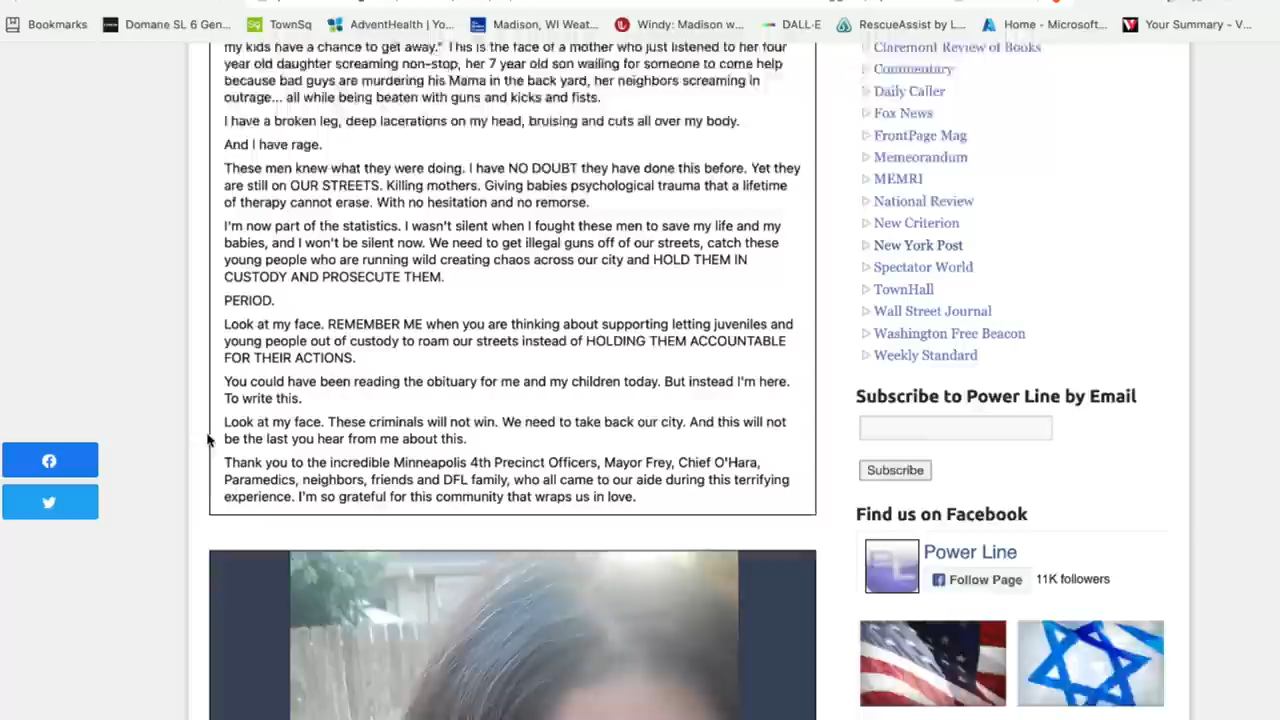 Bookmarks
Domane SL 6 Gen...
TownSq
AdventHealth | Yo...
Madison, WI Weat...
Windy: Madison w...
DALL·E
RescueAssist by L...
Home - Microsoft...
Your Summary - V...
my kids have a chance to get away." This is the face of a mother who just listened to her four
year old daughter screaming non-stop, her 7 year old son wailing for someone to come help
because bad guys are murdering his Mama in the back yard, her neighbors screaming in
outrage... all while being beaten with guns and kicks and fists.
I have a broken leg, deep lacerations on my head, bruising and cuts all over my body.
And I have rage.
These men knew what they were doing. I have NO DOUBT they have done this before. Yet they
are still on OUR STREETS. Killing mothers. Giving babies psychological trauma that a lifetime
of therapy cannot erase. With no hesitation and no remorse.
I'm now part of the statistics. I wasn't silent when I fought these men to save my life and my
babies, and I won't be silent now. We need to get illegal guns off of our streets, catch these
young people who are running wild creating chaos across our city and HOLD THEM IN
CUSTODY AND PROSECUTE THEM.
PERIOD.
Look at my face. REMEMBER ME when you are thinking about supporting letting juveniles and
young people out of custody to roam our streets instead of HOLDING THEM ACCOUNTABLE
FOR THEIR ACTIONS.
You could have been reading the obituary for me and my children today. But instead I'm here.
To write this.
Look at my face. These criminals will not win. We need to take back our city. And this will not
be the last you hear from me about this.
Thank you to the incredible Minneapolis 4th Precinct Officers, Mayor Frey, Chief O'Hara,
Paramedics, neighbors, friends and DFL family, who all came to our aide during this terrifying
experience. I'm so grateful for this community that wraps us in love.
Claremont Review of Books
Commentary
Daily Caller
Fox News
FrontPage Mag
Memeorandum
MEMRI
National Review
New Criterion
New York Post
Spectator World
TownHall
Wall Street Journal
Washington Free Beacon
Weekly Standard
Subscribe to Power Line by Email
Subscribe
Find us on Facebook
PL
Power Line
Follow Page
11K followers